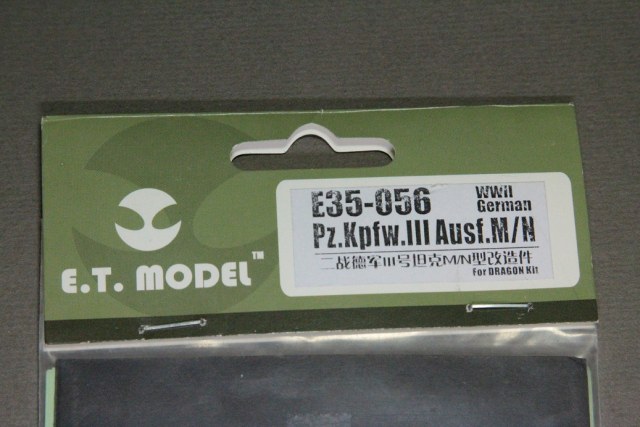 E.T. MODEL™
E35-056
WWII
German
Pz.Kpfw.III Ausf.M/N
二战德军III号坦克M/N型改造件
For DRAGON Kit